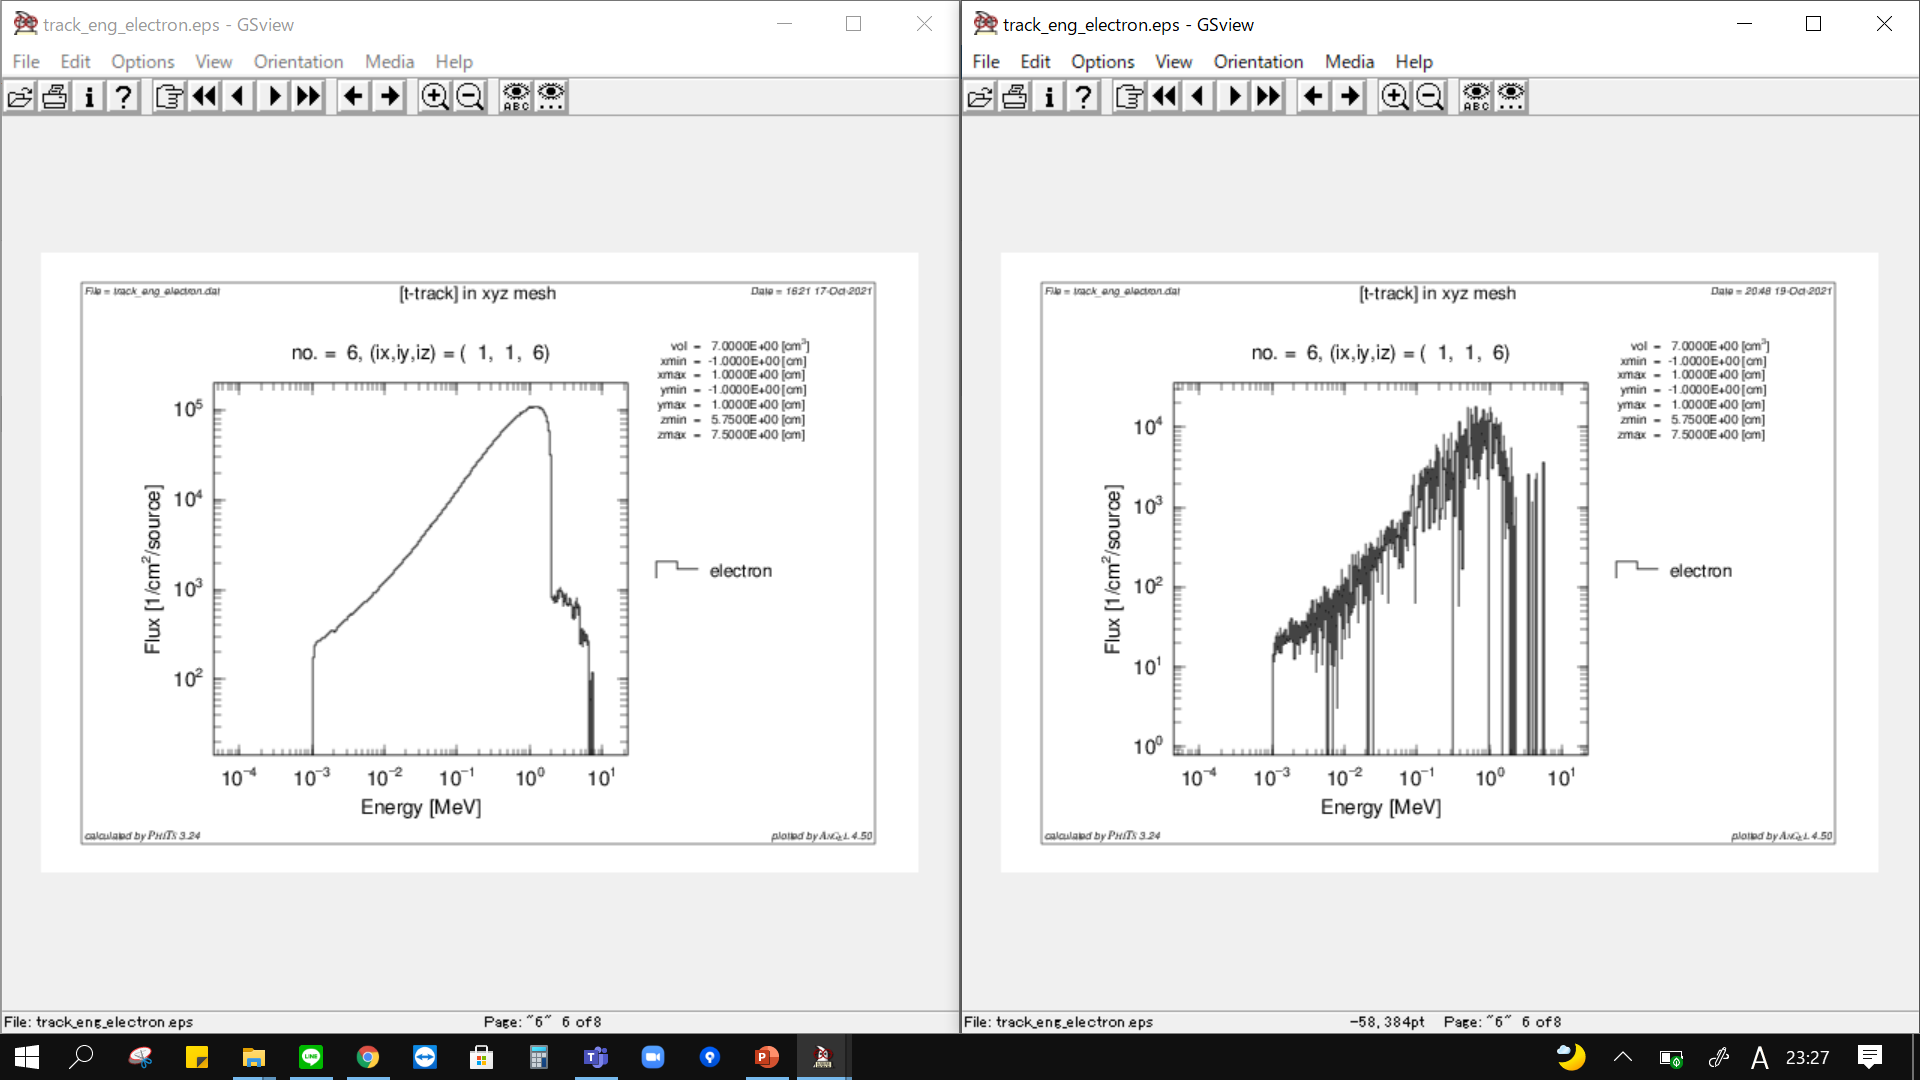 track_eng_electron.eps - GSview
File Edit Options View Orientation Media Help
ABC
File = track_eng_electron.dat
[t-track] in xyz mesh
Date = 16:21 17-Oct-2021
no. = 6, (ix,iy,iz) = ( 1, 1, 6)
vol = 7.0000E+00 [cm³]
xmin = -1.0000E+00 [cm]
xmax = 1.0000E+00 [cm]
ymin = -1.0000E+00 [cm]
ymax = 1.0000E+00 [cm]
zmin = 5.7500E+00 [cm]
zmax = 7.5000E+00 [cm]
10⁵
10⁴
10³
10²
Flux [1/cm²/source]
electron
10⁻⁴ 10⁻³ 10⁻² 10⁻¹ 10⁰ 10¹
Energy [MeV]
calculated by PHITS 3.24
plotted by ANGEL 4.50
File: track_eng_electron.eps
Page: "6" 6 of 8
track_eng_electron.eps - GSview
File Edit Options View Orientation Media Help
ABC
File = track_eng_electron.dat
[t-track] in xyz mesh
Date = 20:48 19-Oct-2021
no. = 6, (ix,iy,iz) = ( 1, 1, 6)
vol = 7.0000E+00 [cm³]
xmin = -1.0000E+00 [cm]
xmax = 1.0000E+00 [cm]
ymin = -1.0000E+00 [cm]
ymax = 1.0000E+00 [cm]
zmin = 5.7500E+00 [cm]
zmax = 7.5000E+00 [cm]
10⁴
10³
10²
10¹
10⁰
Flux [1/cm²/source]
electron
10⁻⁴ 10⁻³ 10⁻² 10⁻¹ 10⁰ 10¹
Energy [MeV]
calculated by PHITS 3.24
plotted by ANGEL 4.50
File: track_eng_electron.eps
-58, 384pt Page: "6" 6 of 8
LINE
A 23:27